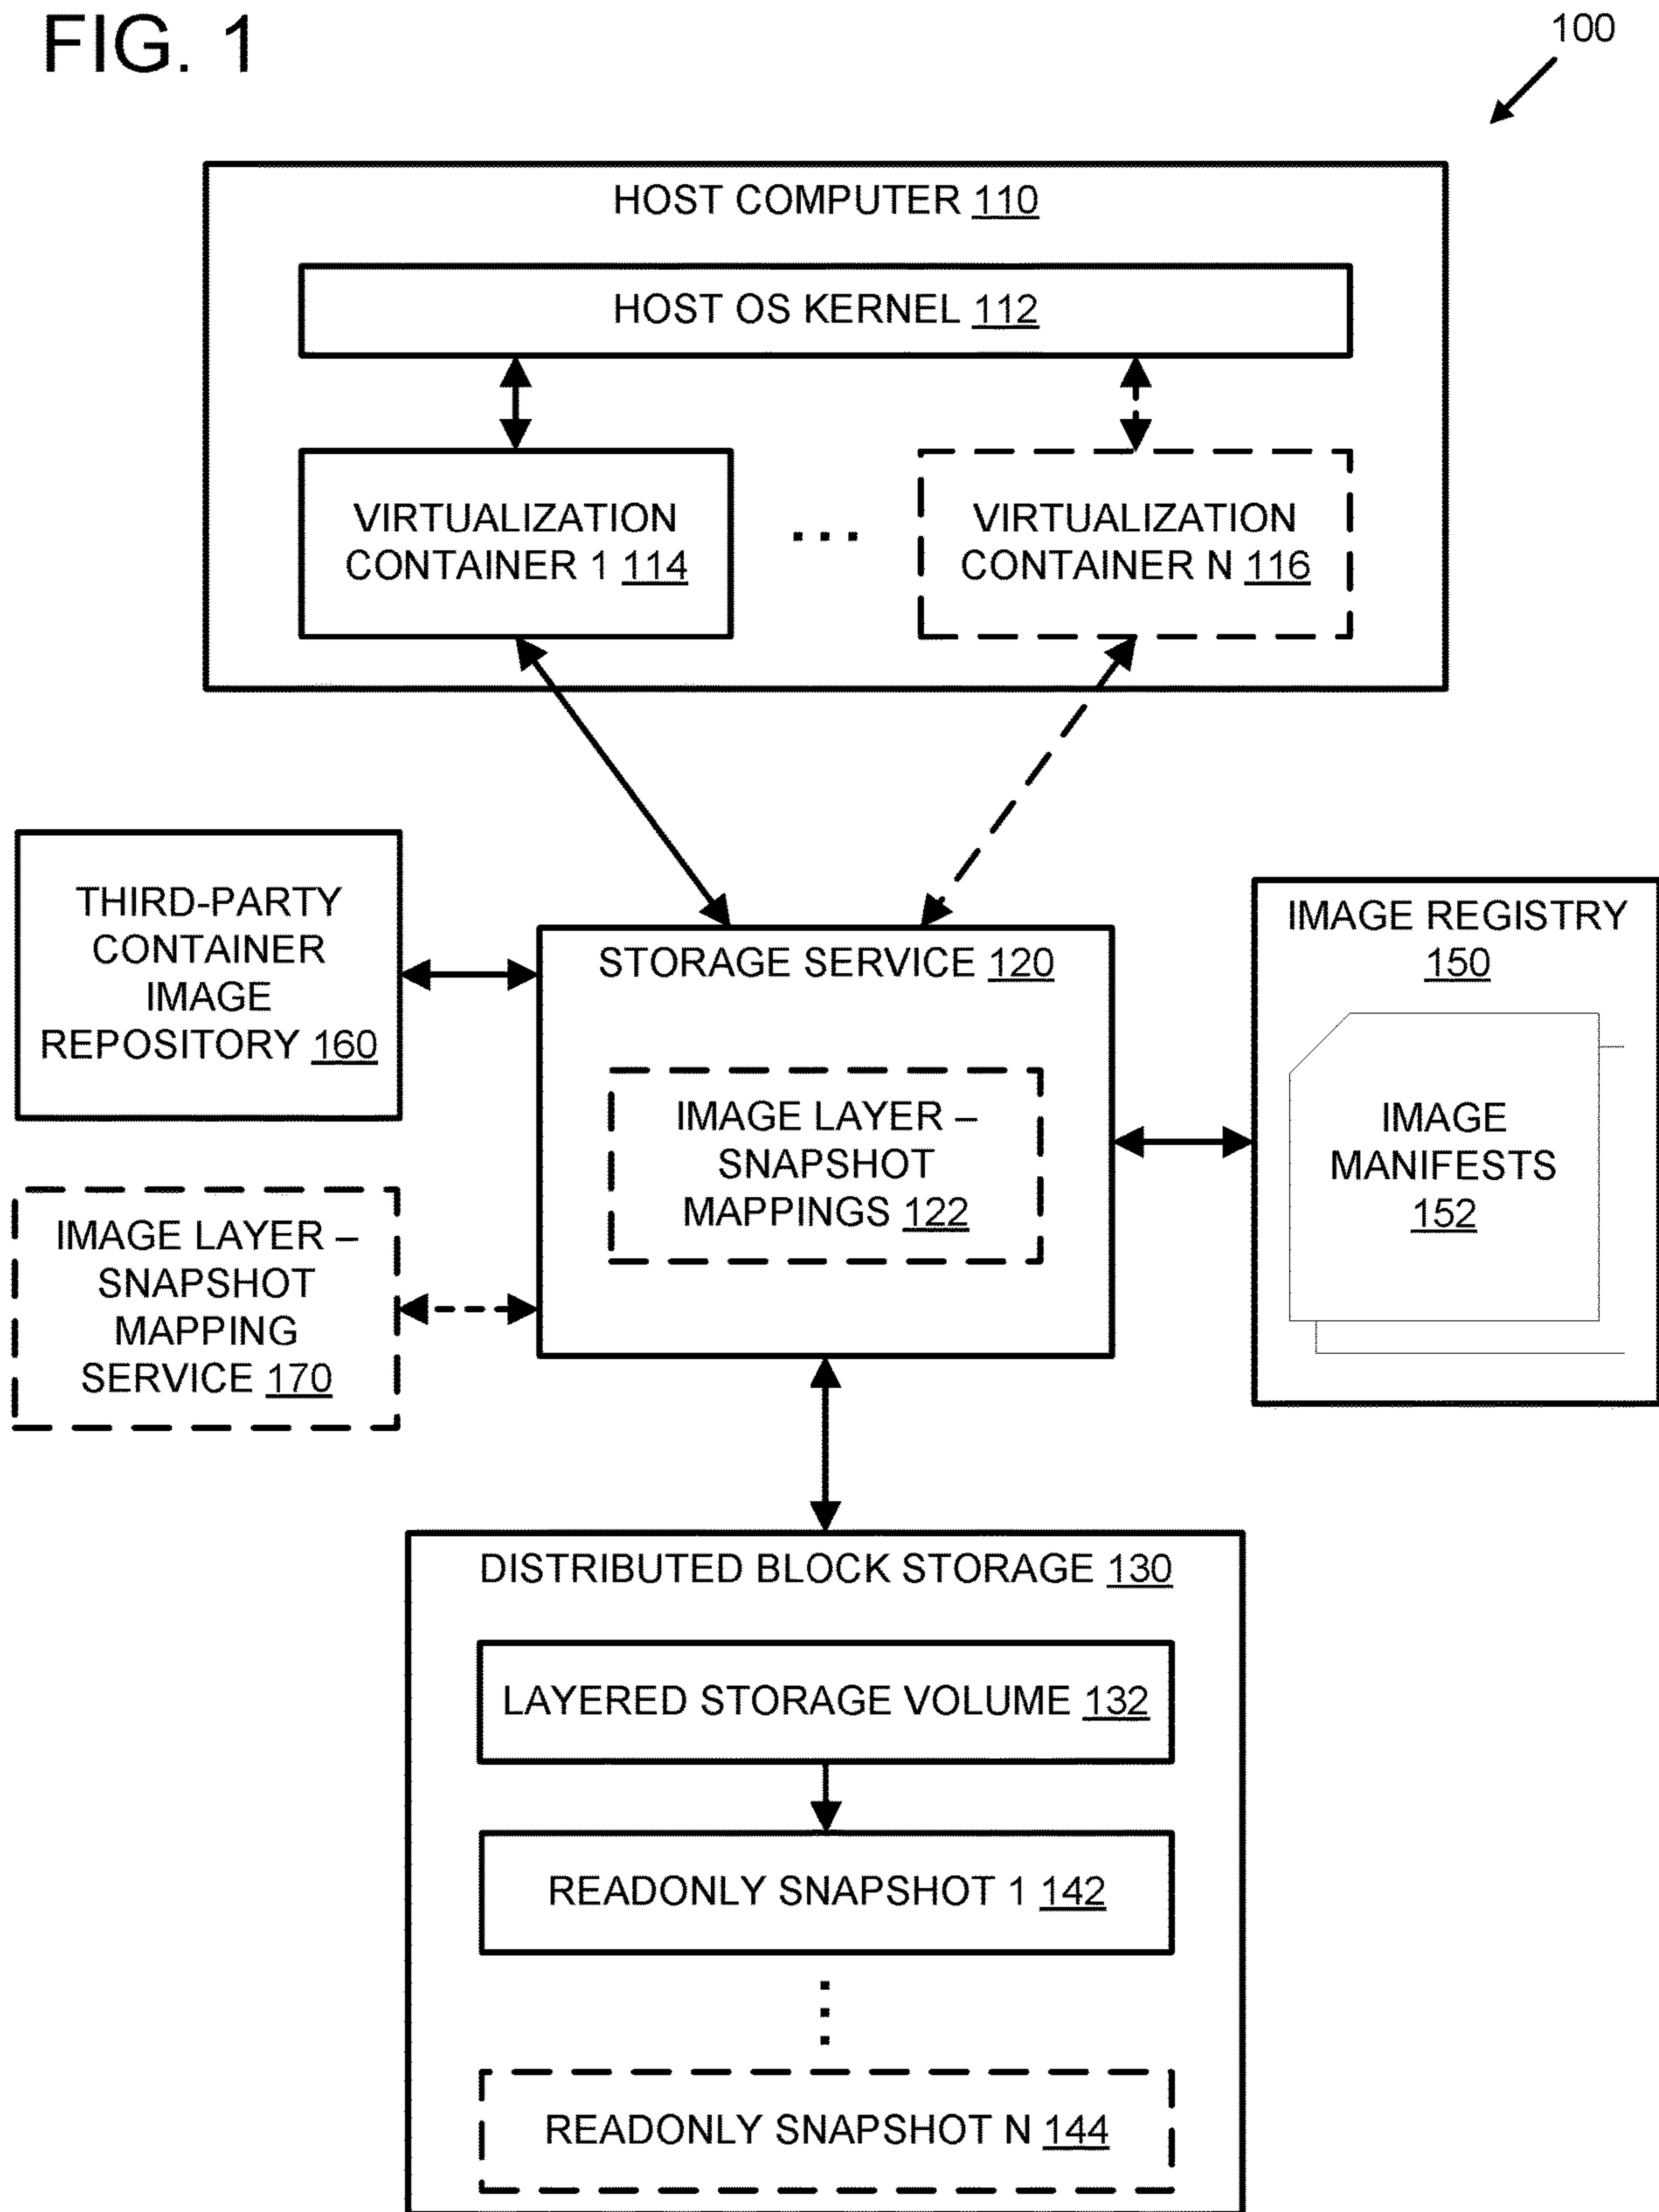 FIG. 1
100
HOST COMPUTER 110
HOST OS KERNEL 112
VIRTUALIZATION
CONTAINER 1 114
...
VIRTUALIZATION
CONTAINER N 116
THIRD-PARTY
CONTAINER
IMAGE
REPOSITORY 160
STORAGE SERVICE 120
IMAGE LAYER –
SNAPSHOT
MAPPINGS 122
IMAGE REGISTRY
150
IMAGE
MANIFESTS
152
IMAGE LAYER –
SNAPSHOT
MAPPING
SERVICE 170
DISTRIBUTED BLOCK STORAGE 130
LAYERED STORAGE VOLUME 132
READONLY SNAPSHOT 1 142
...
READONLY SNAPSHOT N 144